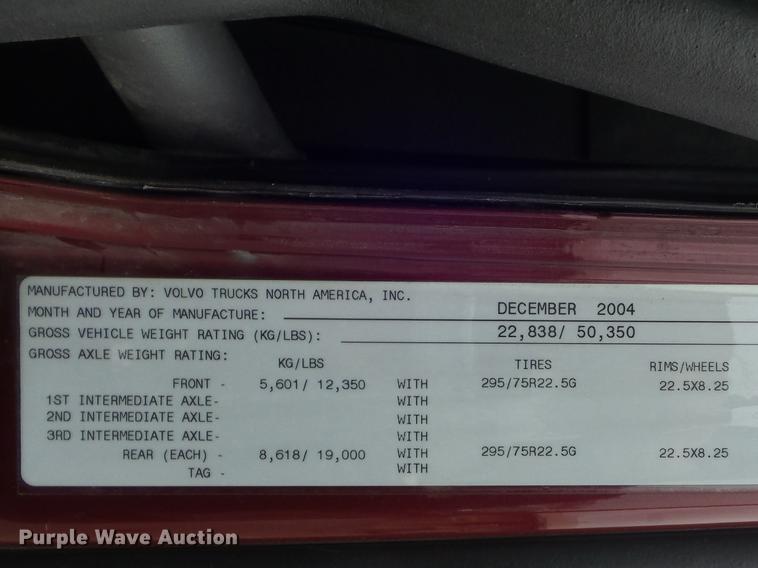 MANUFACTURED BY: VOLVO TRUCKS NORTH AMERICA, INC.
MONTH AND YEAR OF MANUFACTURE: DECEMBER 2004
GROSS VEHICLE WEIGHT RATING (KG/LBS): 22,838/ 50,350
GROSS AXLE WEIGHT RATING: KG/LBS TIRES RIMS/WHEELS
FRONT - 5,601/ 12,350 WITH 295/75R22.5G 22.5X8.25
1ST INTERMEDIATE AXLE- WITH
2ND INTERMEDIATE AXLE- WITH
3RD INTERMEDIATE AXLE- WITH
REAR (EACH) - 8,618/ 19,000 WITH 295/75R22.5G 22.5X8.25
TAG - WITH
Purple Wave Auction